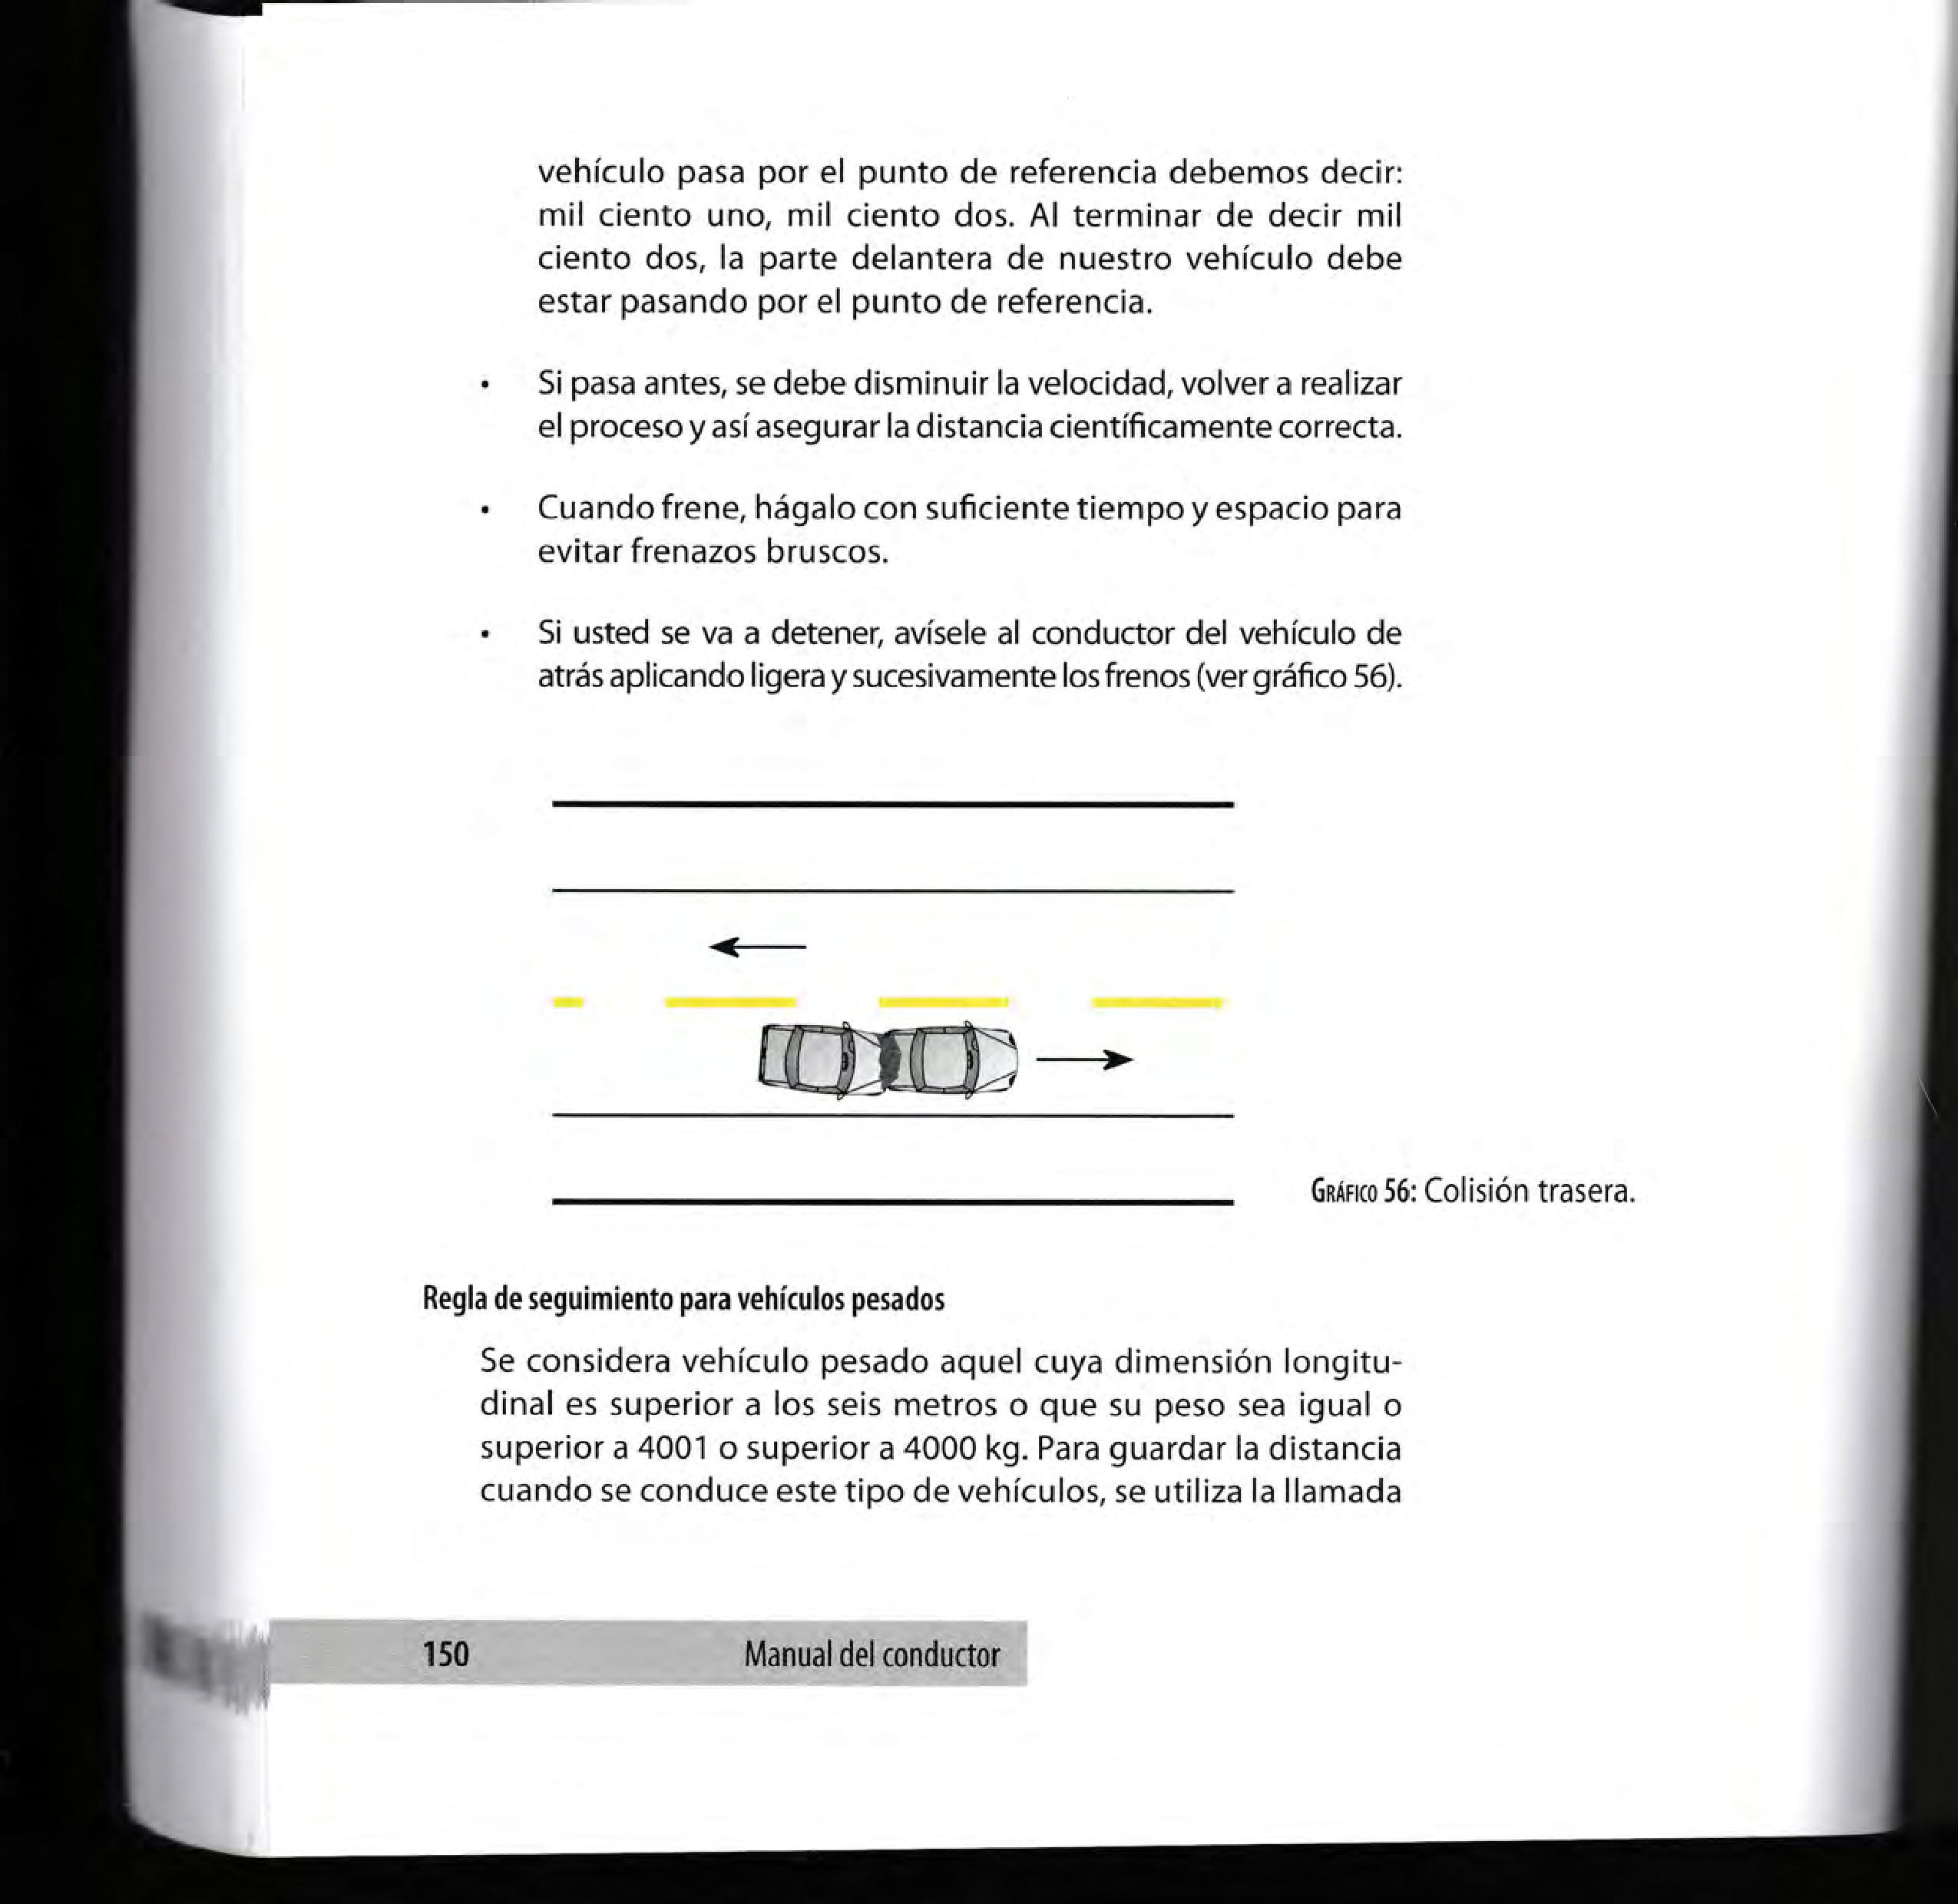 vehículo pasa por el punto de referencia debemos decir:
mil ciento uno, mil ciento dos. Al terminar de decir mil
ciento dos, la parte delantera de nuestro vehículo debe
estar pasando por el punto de referencia.
• Si pasa antes, se debe disminuir la velocidad, volver a realizar
el proceso y así asegurar la distancia científicamente correcta.
• Cuando frene, hágalo con suficiente tiempo y espacio para
evitar frenazos bruscos.
• Si usted se va a detener, avísele al conductor del vehículo de
atrás aplicando ligera y sucesivamente los frenos (ver gráfico 56).
GRÁFICO 56: Colisión trasera.
Regla de seguimiento para vehículos pesados
Se considera vehículo pesado aquel cuya dimensión longitu-
dinal es superior a los seis metros o que su peso sea igual o
superior a 4001 o superior a 4000 kg. Para guardar la distancia
cuando se conduce este tipo de vehículos, se utiliza la llamada
150 Manual del conductor